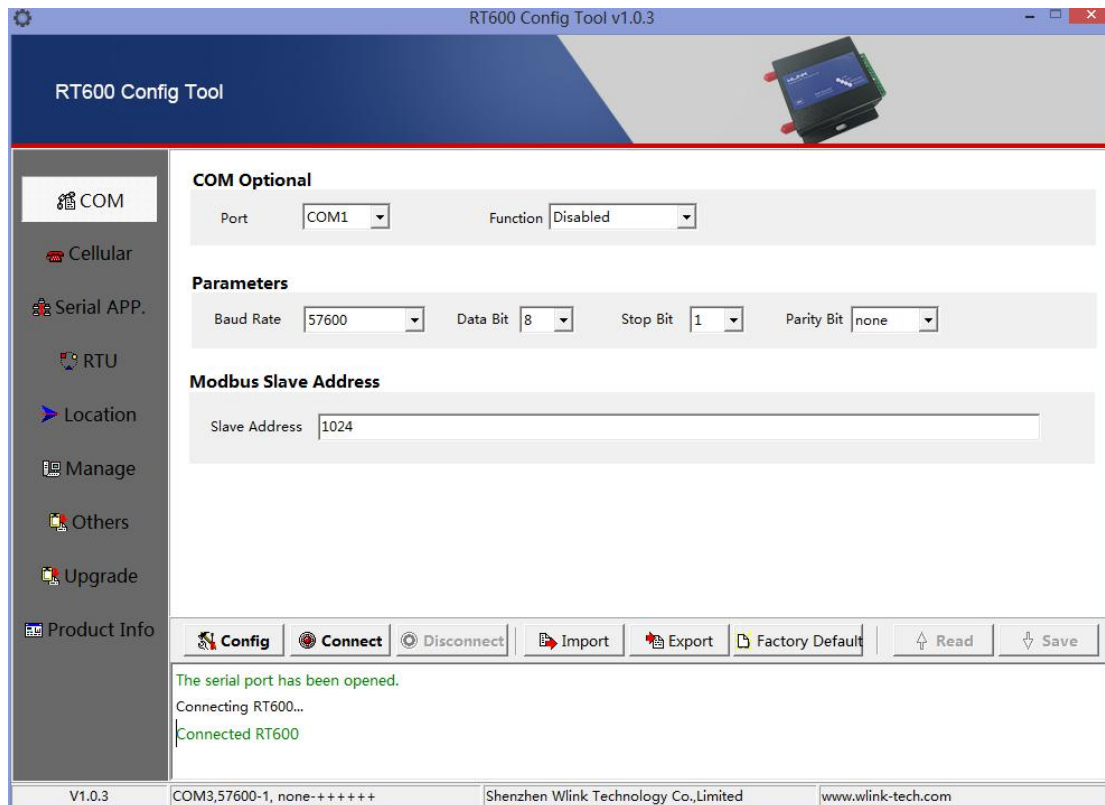 RT600 Config Tool v1.0.3
RT600 Config Tool
COM
Cellular
Serial APP.
RTU
Location
Manage
Others
Upgrade
Product Info
COM Optional
Port COM1 Function Disabled
Parameters
Baud Rate 57600 Data Bit 8 Stop Bit 1 Parity Bit none
Modbus Slave Address
Slave Address 1024
Config Connect Disconnect Import Export Factory Default Read Save
The serial port has been opened.
Connecting RT600...
Connected RT600
V1.0.3 COM3,57600-1, none-++++++ Shenzhen Wlink Technology Co.,Limited www.wlink-tech.com